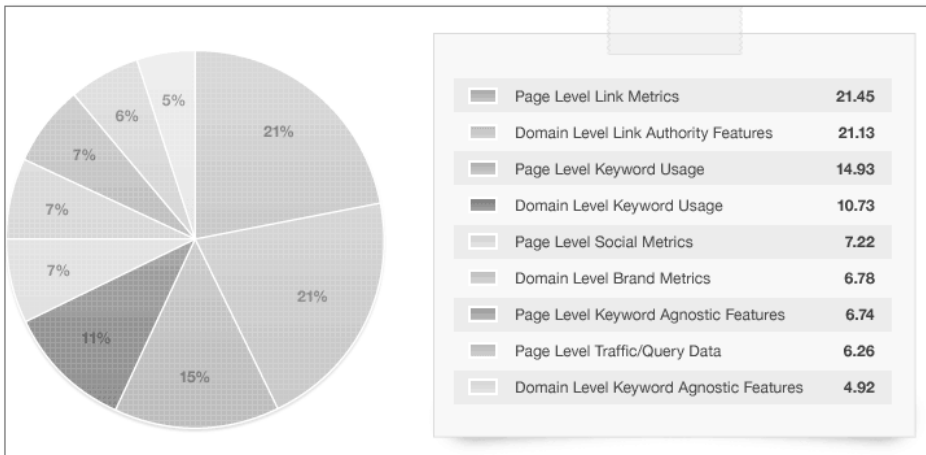 5%
6%
21%
7%
7%
7%
21%
11%
15%
Page Level Link Metrics 21.45
Domain Level Link Authority Features 21.13
Page Level Keyword Usage 14.93
Domain Level Keyword Usage 10.73
Page Level Social Metrics 7.22
Domain Level Brand Metrics 6.78
Page Level Keyword Agnostic Features 6.74
Page Level Traffic/Query Data 6.26
Domain Level Keyword Agnostic Features 4.92